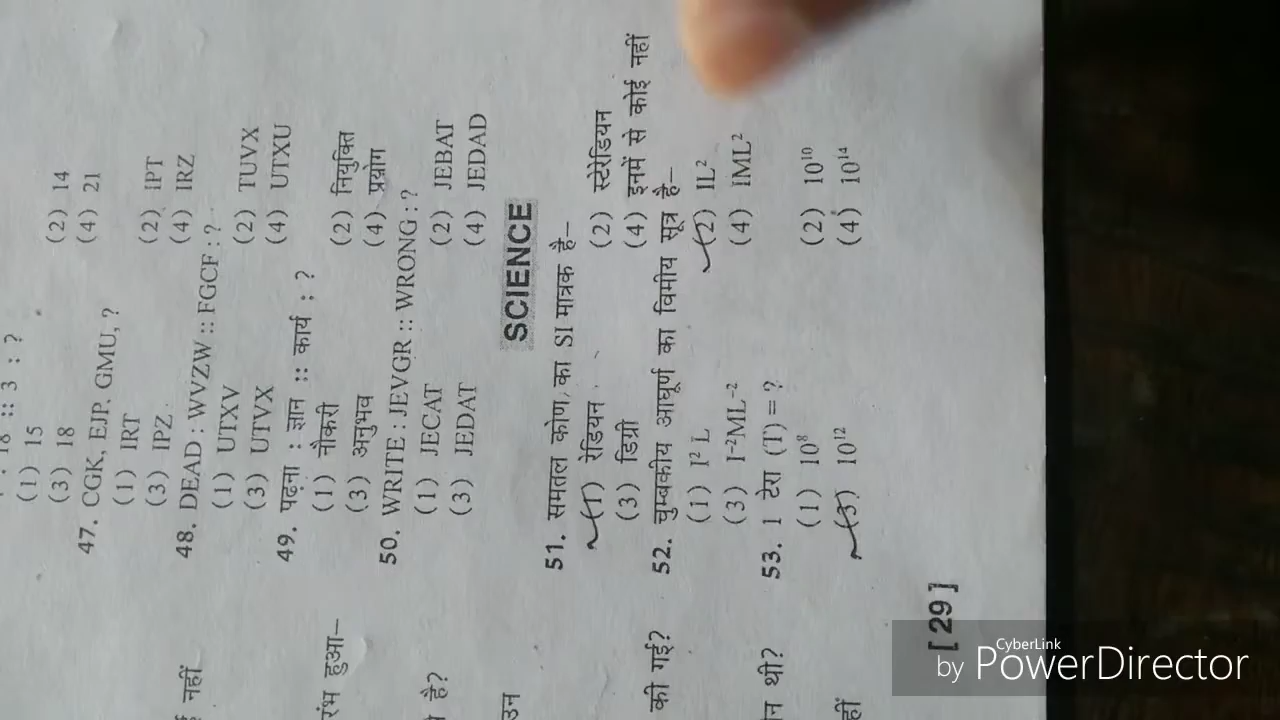 18 :: 3 : ?
(1) 15 (2) 14
(3) 18 (4) 21
47. CGK, EJP. GMU, ?
(1) IRT (2) IPT
(3) IPZ (4) IRZ
48. DEAD : WVZW :: FGCF : ?
(1) UTXV (2) TUVX
(3) UTVX (4) UTXU
49. पढ़ना : ज्ञान :: कार्य : ?
(1) नौकरी (2) नियुक्ति
(3) अनुभव (4) प्रयोग
50. WRITE : JEVGR :: WRONG : ?
(1) JECAT (2) JEBAT
(3) JEDAT (4) JEDAD
SCIENCE
51. समतल कोण का SI मात्रक है–
(1) रेडियन (2) स्टेरेडियन
(3) डिग्री (4) इनमें से कोई नहीं
52. चुम्बकीय आघूर्ण का विमीय सूत्र है–
(1) I²L (2) IL²
(3) I⁻²ML⁻² (4) IML²
53. 1 टेरा (T) = ?
(1) 10⁸ (2) 10¹⁰
(3) 10¹² (4) 10¹⁴
[ 29 ]
नहीं
रंभ हुआ–
है?
की गई?
थी?
CyberLink
by PowerDirector